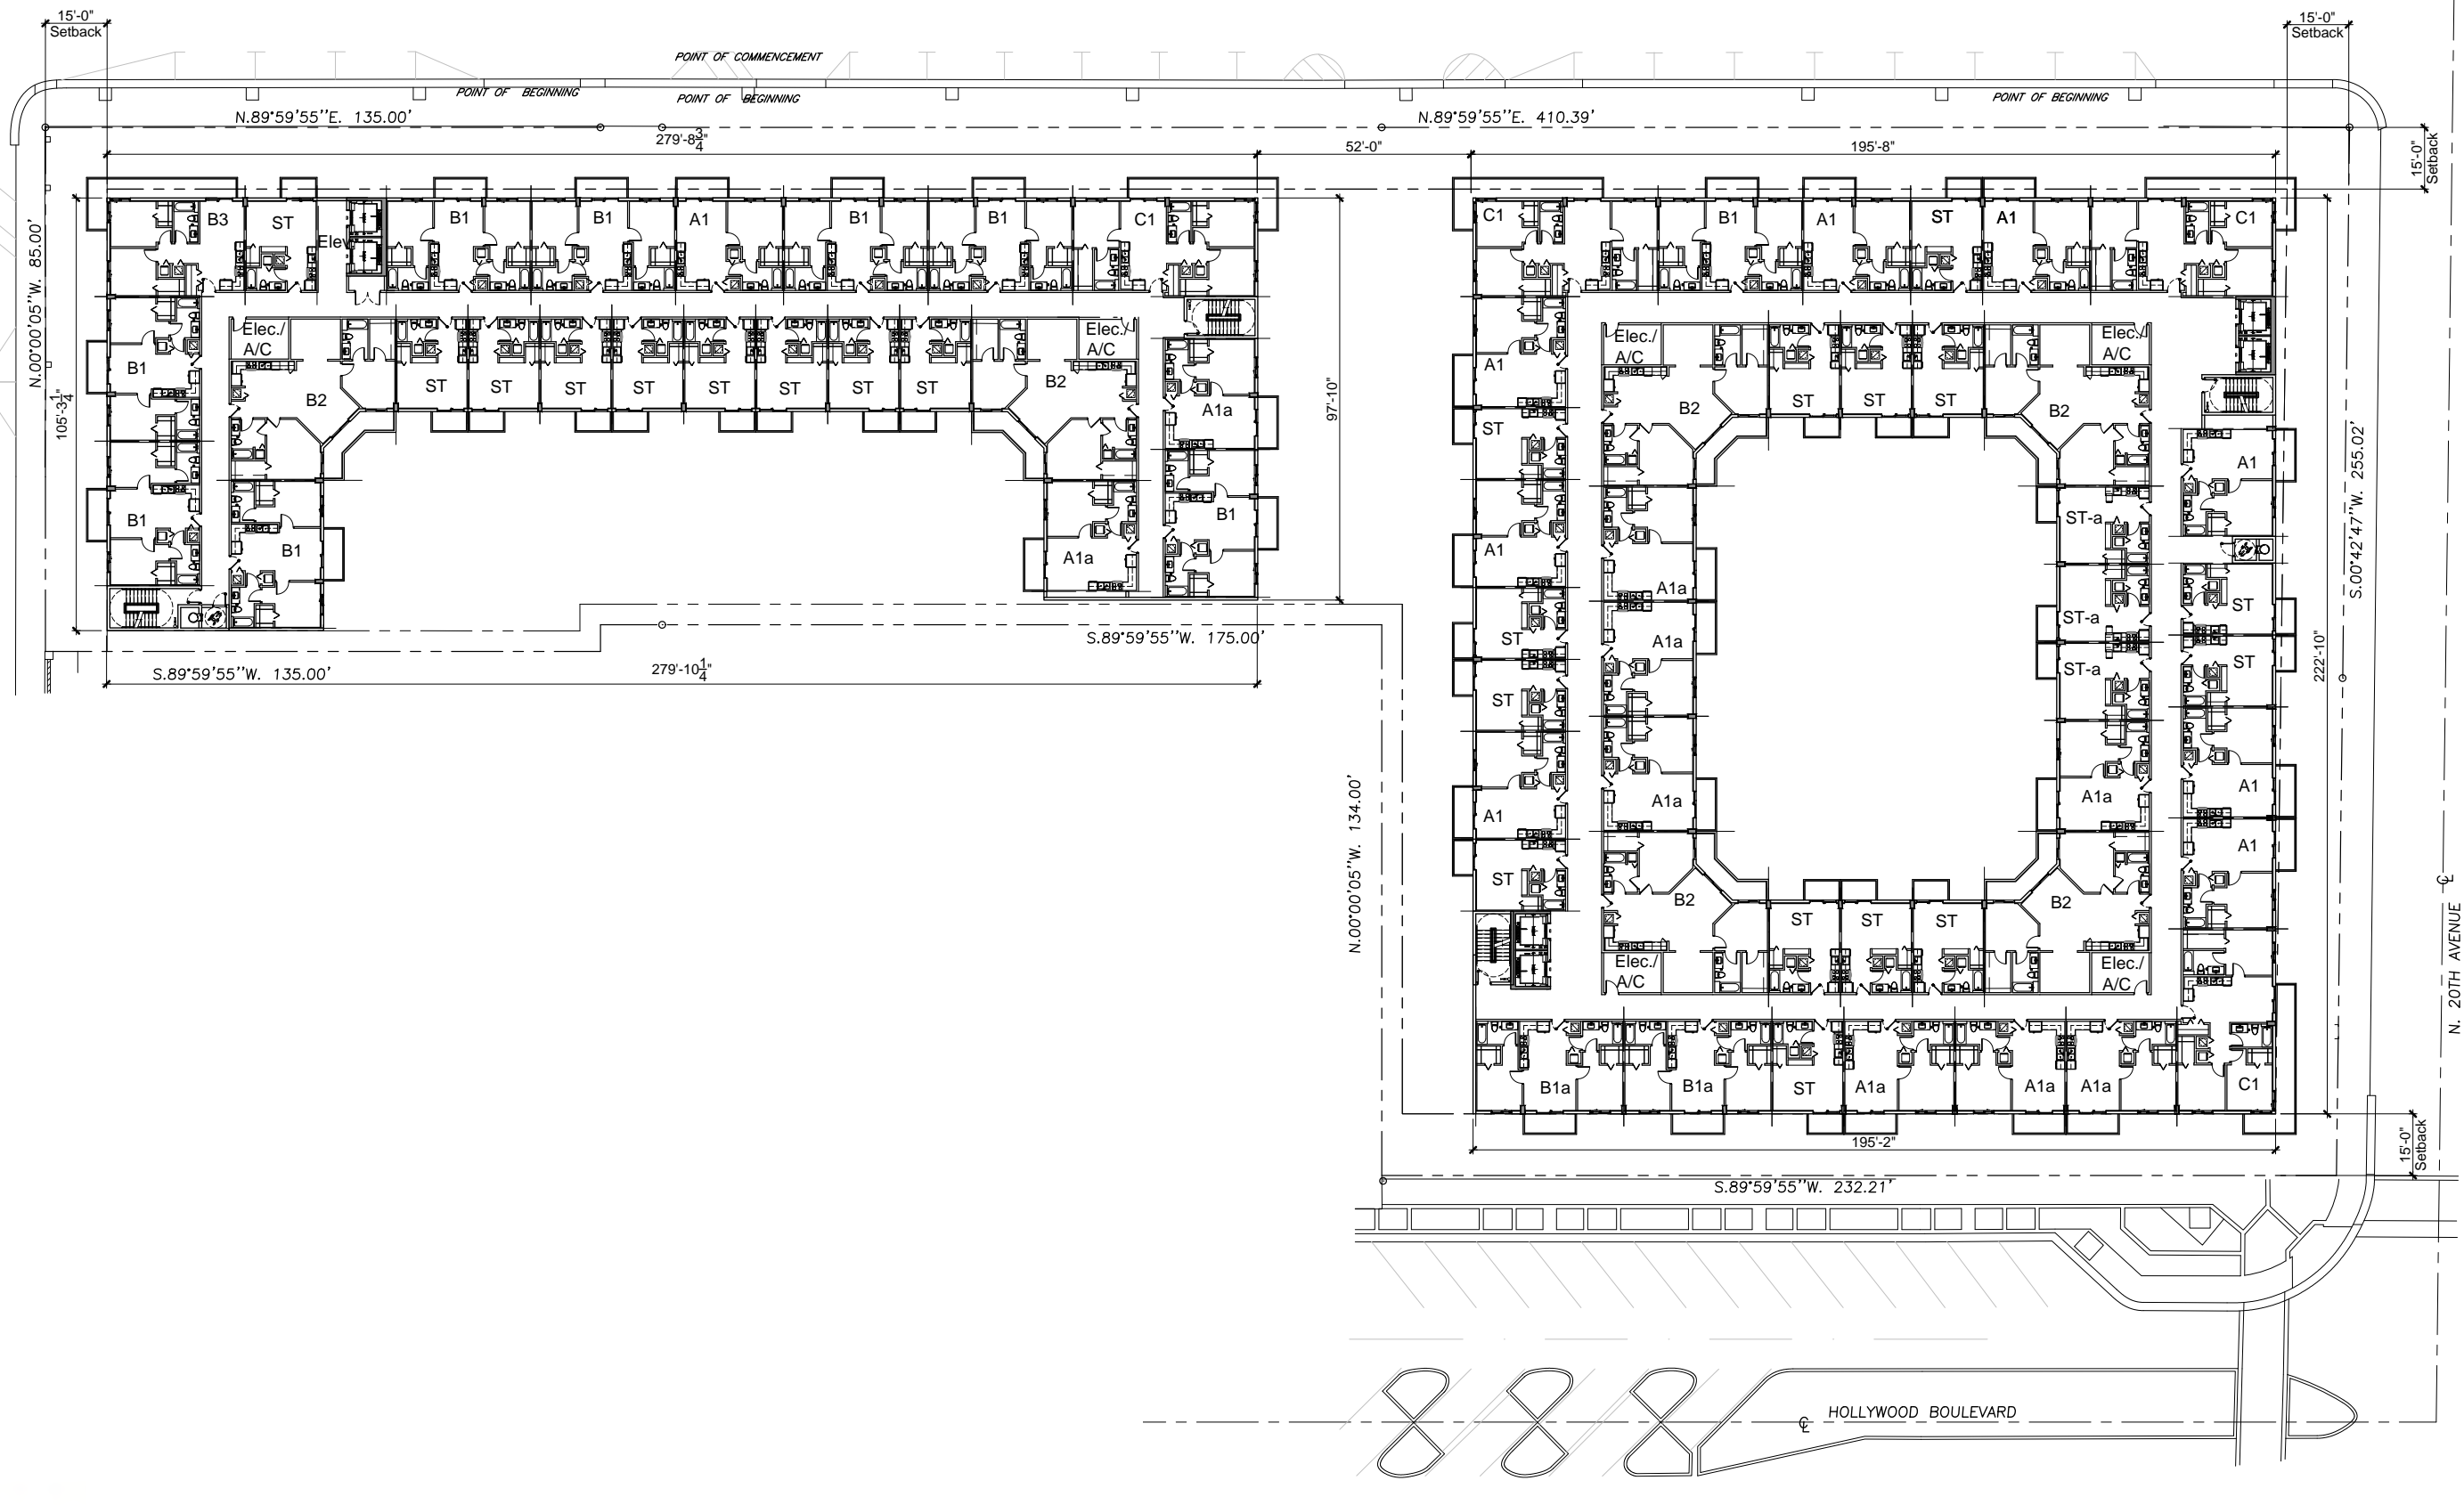 15'-0"
Setback
15'-0"
Setback
POINT OF COMMENCEMENT
POINT OF BEGINNING
POINT OF BEGINNING
POINT OF BEGINNING
N.89°59'55''E. 135.00'
N.89°59'55''E. 410.39'
279'-8 3/4"
52'-0"
195'-8"
15'-0"
Setback
B3
ST
Elev.
B1
B1
A1
B1
B1
C1
C1
B1
A1
ST
A1
C1
N.00°00'05''W. 85.00'
105'-3 1/4"
Elec./
A/C
Elec./
A/C
Elec./
A/C
Elec./
A/C
B1
B2
ST
ST
ST
ST
ST
ST
ST
ST
B2
A1a
97'-10"
A1
ST
B2
ST
ST
ST
B2
A1
S.00°42'47''W. 255.02'
B1
B1
A1a
B1
A1
A1a
ST-a
ST
A1a
ST-a
ST
ST
ST-a
ST
222'-10"
S.89°59'55''W. 175.00'
S.89°59'55''W. 135.00'
279'-10 1/4"
N.00°00'05''W. 134.00'
A1
A1a
A1a
A1
A1
ST
B2
ST
ST
ST
B2
Elec./
A/C
Elec./
A/C
B1a
B1a
ST
A1a
A1a
A1a
C1
195'-2"
15'-0"
Setback
S.89°59'55''W. 232.21'
N. 20TH AVENUE
℄
℄ HOLLYWOOD BOULEVARD